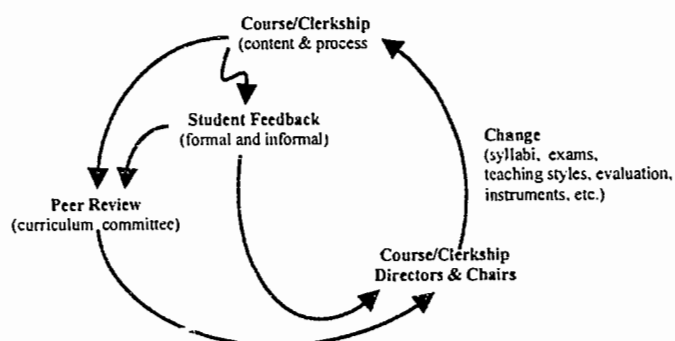 Course/Clerkship
(content & process
Student Feedback
(formal and informal)
Change
(syllabi, exams,
teaching styles, evaluation,
instruments, etc.)
Peer Review
(curriculum committee)
Course/Clerkship
Directors & Chairs